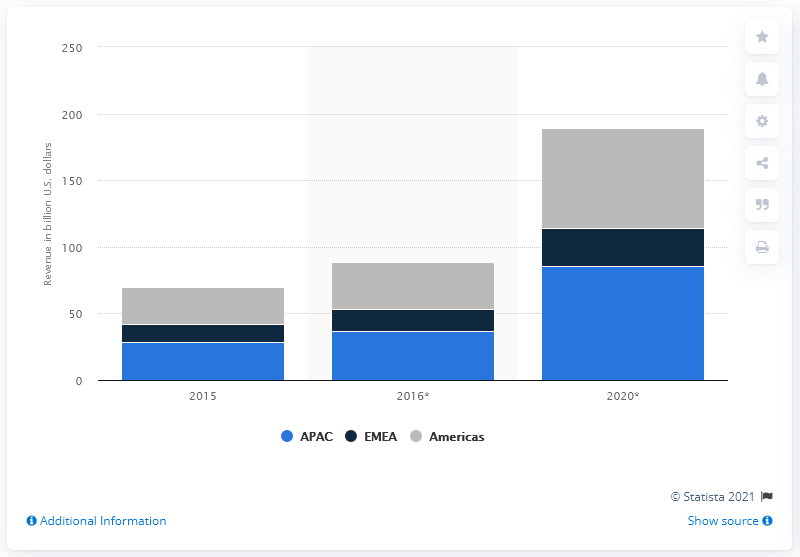 250
200
150
100
50
0
Revenue in billion U.S. dollars
2015
2016*
2020*
APAC EMEA Americas
© Statista 2021
Additional Information
Show source